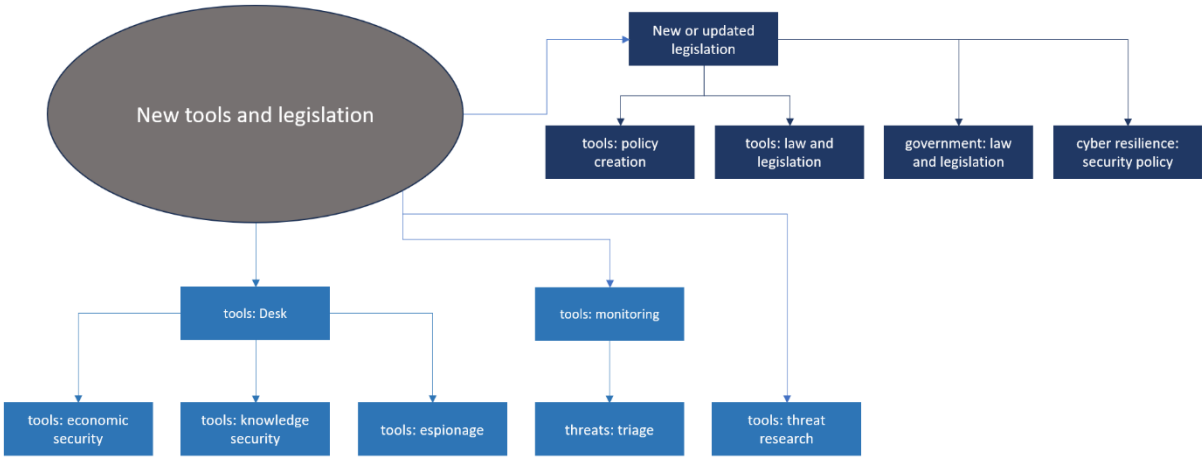 New or updated
legislation
New tools and legislation
tools: policy
creation
tools: law and
legislation
government: law
and legislation
cyber resilience:
security policy
tools: Desk
tools: monitoring
tools: economic
security
tools: knowledge
security
tools: espionage
threats: triage
tools: threat
research